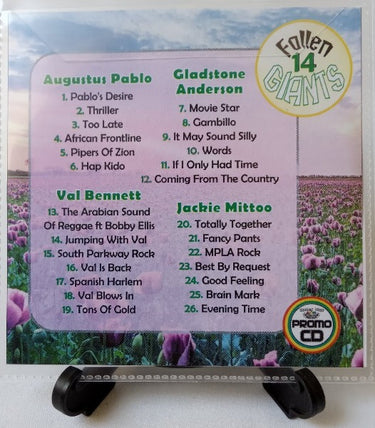 Fallen
14
GIANTS
Augustus Pablo
1. Pablo's Desire
2. Thriller
3. Too Late
4. African Frontline
5. Pipers Of Zion
6. Hap Kido
Gladstone
Anderson
7. Movie Star
8. Gambillo
9. It May Sound Silly
10. Words
11. If I Only Had Time
12. Coming From The Country
Val Bennett
13. The Arabian Sound
Of Reggae ft Bobby Ellis
14. Jumping With Val
15. South Parkway Rock
16. Val Is Back
17. Spanish Harlem
18. Val Blows In
19. Tons Of Gold
Jackie Mittoo
20. Totally Together
21. Fancy Pants
22. MPLA Rock
23. Best By Request
24. Good Feeling
25. Brain Mark
26. Evening Time
PROMO
CD